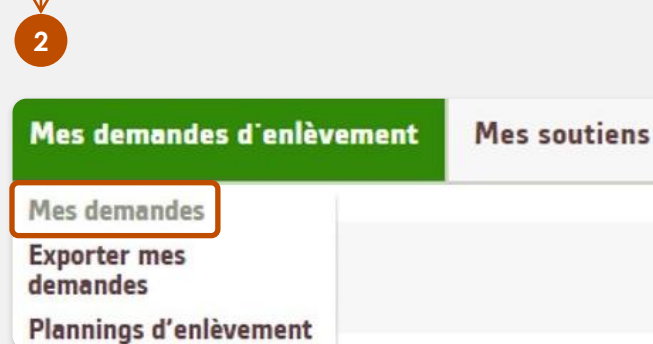 2
Mes demandes d'enlèvement Mes soutiens
Mes demandes
Exporter mes
demandes
Plannings d'enlèvement